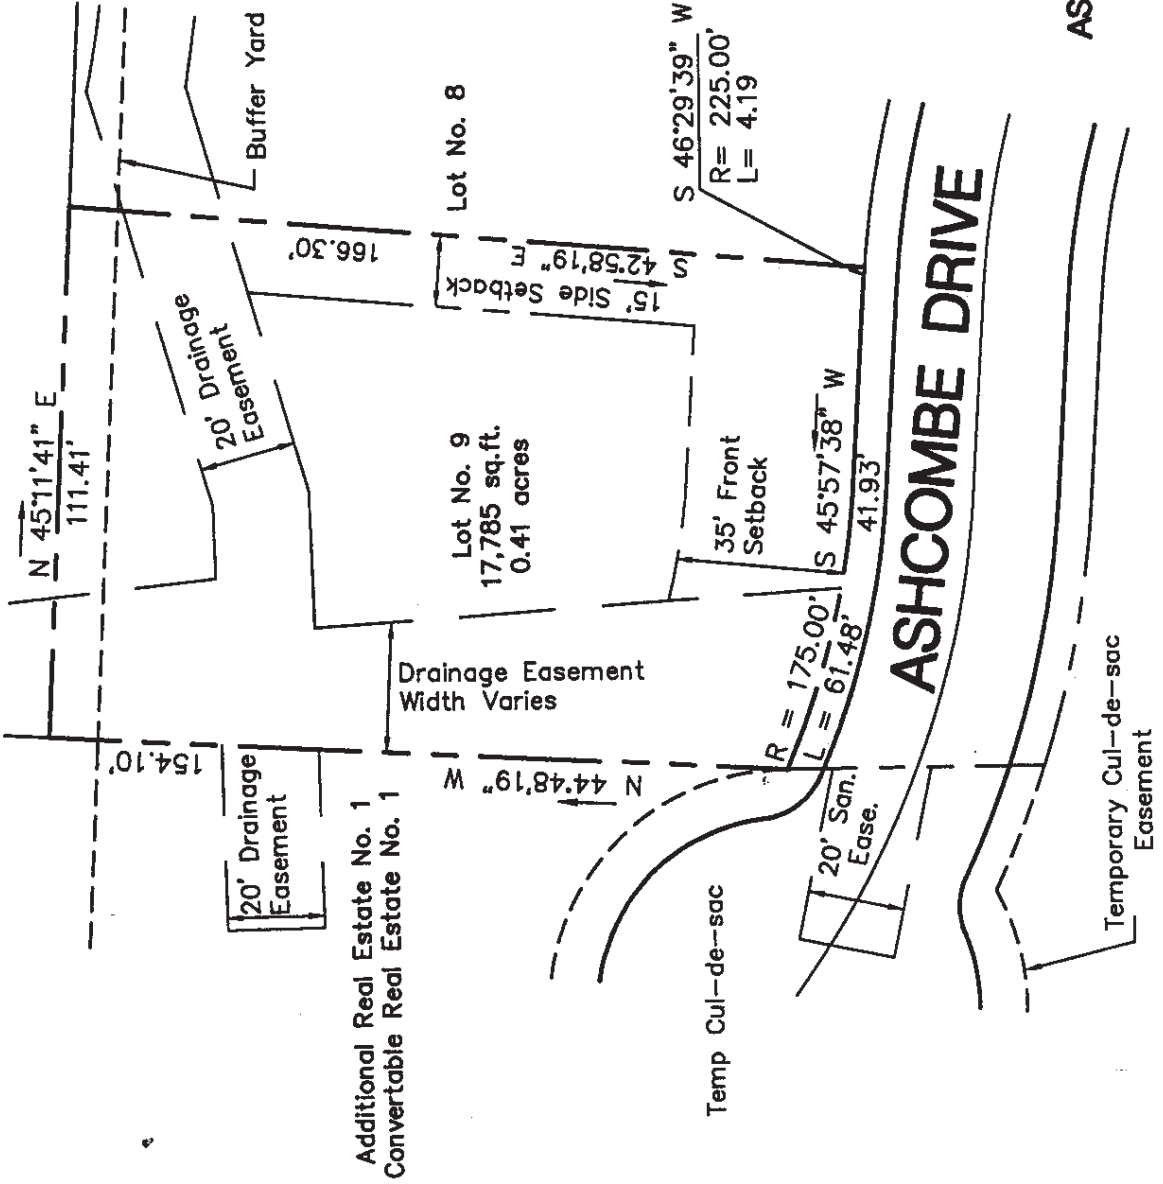 AS
Buffer Yard
N 45°11'41" E
111.41'
20' Drainage
Easement
166.30'
Lot No. 8
S 42°58'19" E
15' Side Setback
S 46°29'39" W
R= 225.00'
L= 4.19
Lot No. 9
17,785 sq.ft.
0.41 acres
35' Front
Setback
S 45°57'38" W
41.93'
Drainage Easement
Width Varies
R = 175.00'
L = 61.48'
ASHCOMBE DRIVE
154.10'
N 44°48'19" W
20' Drainage
Easement
Additional Real Estate No. 1
Convertable Real Estate No. 1
20' San.
Ease.
Temp Cul-de-sac
Temporary Cul-de-sac
Easement